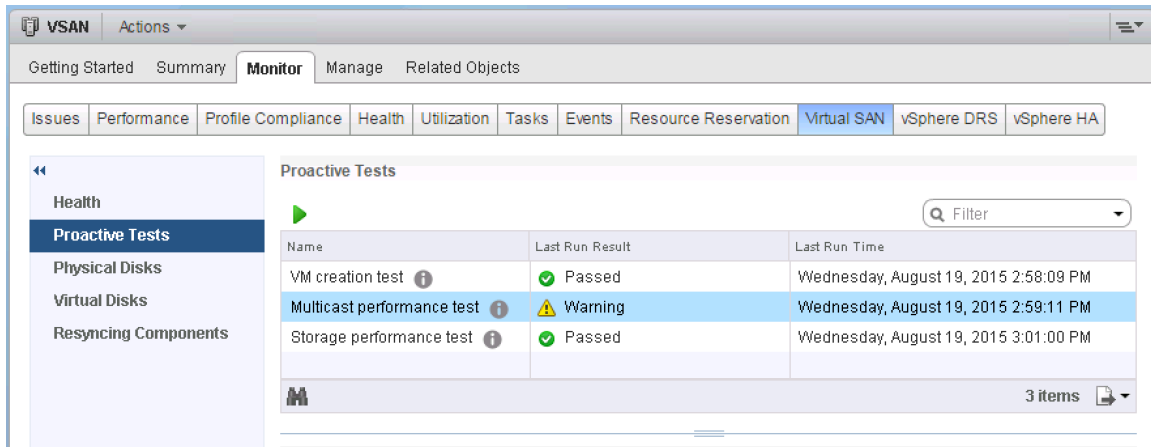 VSAN Actions
Getting Started Summary Monitor Manage Related Objects
Issues Performance Profile Compliance Health Utilization Tasks Events Resource Reservation Virtual SAN vSphere DRS vSphere HA
Health
Proactive Tests
Physical Disks
Virtual Disks
Resyncing Components
Proactive Tests
Filter
Name Last Run Result Last Run Time
VM creation test Passed Wednesday, August 19, 2015 2:58:09 PM
Multicast performance test Warning Wednesday, August 19, 2015 2:59:11 PM
Storage performance test Passed Wednesday, August 19, 2015 3:01:00 PM
3 items